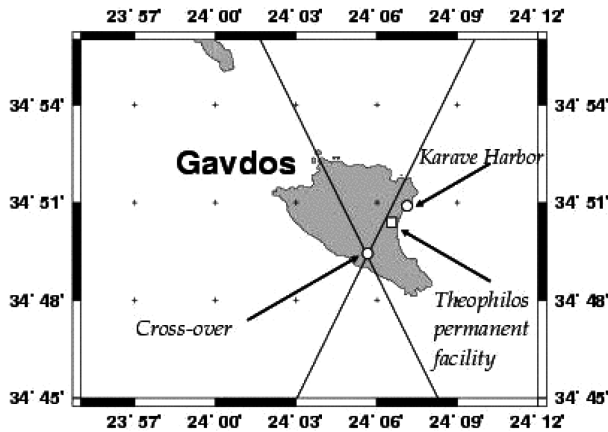 23˚ 57' 24˚ 00' 24˚ 03' 24˚ 06' 24˚ 09' 24˚ 12'
34˚ 54' 34˚ 54'
Gavdos
Karave Harbor
34˚ 51' 34˚ 51'
34˚ 48' 34˚ 48'
Cross-over
Theophilos
permanent
facility
34˚ 45' 34˚ 45'
23˚ 57' 24˚ 00' 24˚ 03' 24˚ 06' 24˚ 09' 24˚ 12'